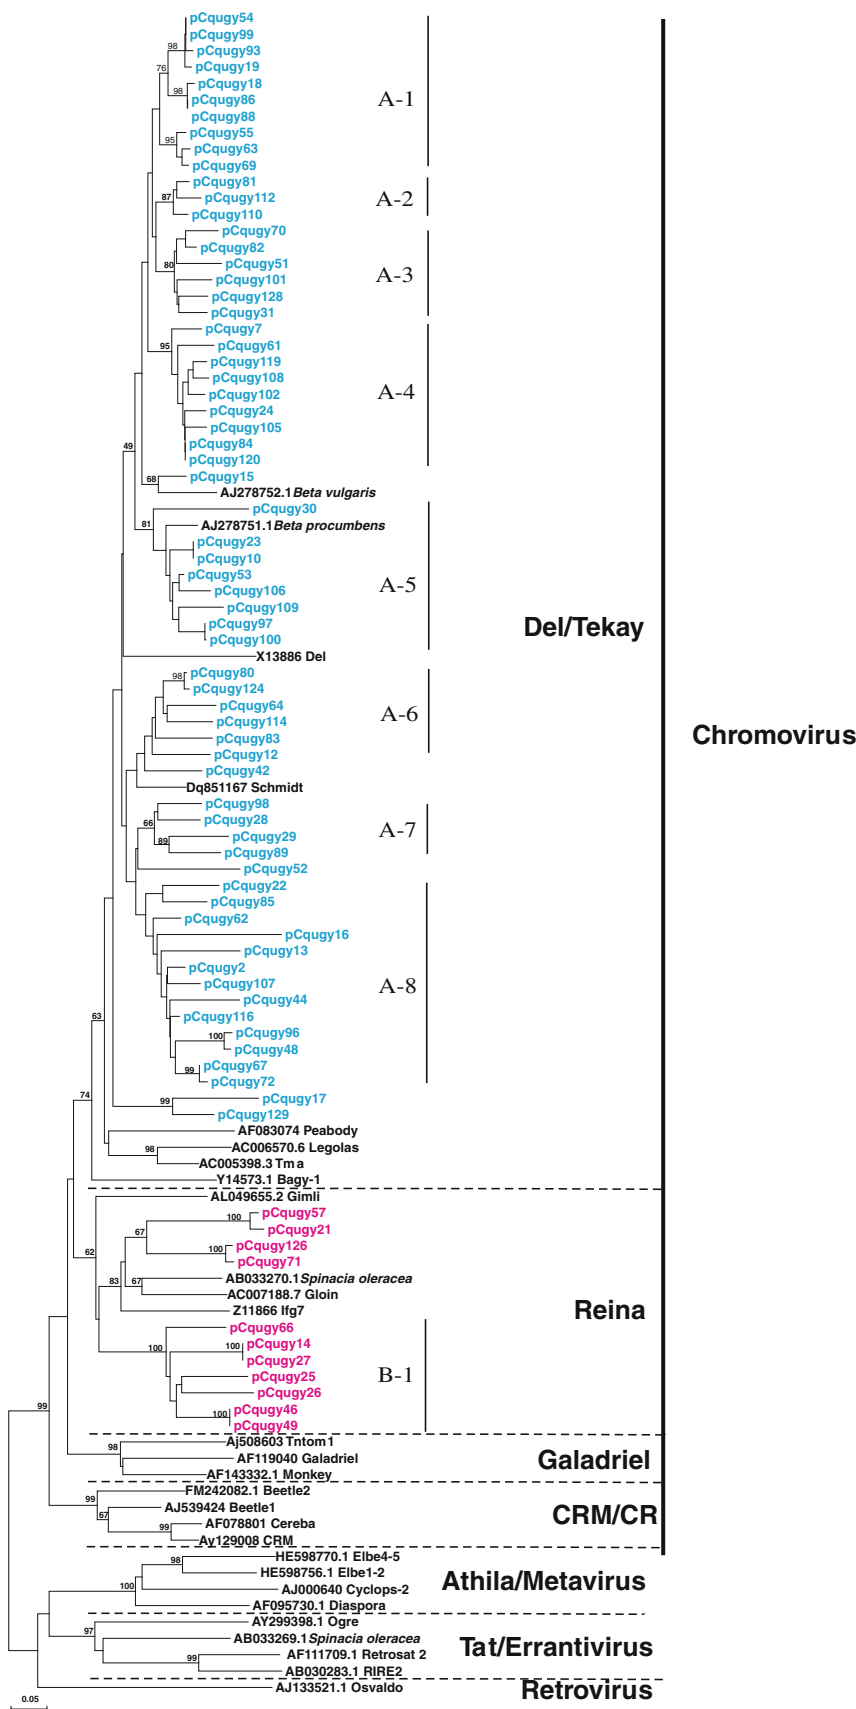 pCqugy54
pCqugy99
98
pCqugy93
76
pCqugy19
pCqugy18
98
pCqugy86
A-1
pCqugy88
pCqugy55
95
pCqugy63
pCqugy69
pCqugy81
87
pCqugy112
A-2
pCqugy110
pCqugy70
pCqugy82
80
pCqugy51
A-3
pCqugy101
pCqugy128
pCqugy31
pCqugy7
95
pCqugy61
pCqugy119
pCqugy108
pCqugy102
A-4
pCqugy24
pCqugy105
49
pCqugy84
pCqugy120
68
pCqugy15
AJ278752.1 Beta vulgaris
pCqugy30
81
AJ278751.1 Beta procumbens
pCqugy23
pCqugy10
pCqugy53
A-5
pCqugy106
pCqugy109
pCqugy97
Del/Tekay
pCqugy100
X13886 Del
98
pCqugy80
pCqugy124
pCqugy64
A-6
pCqugy114
pCqugy83
Chromovirus
pCqugy12
pCqugy42
Dq851167 Schmidt
pCqugy98
66
pCqugy28
A-7
89
pCqugy29
pCqugy89
pCqugy52
pCqugy22
pCqugy85
pCqugy62
pCqugy16
pCqugy13
pCqugy2
pCqugy107
A-8
pCqugy44
63
pCqugy116
100
pCqugy96
pCqugy48
99
pCqugy67
pCqugy72
74
99
pCqugy17
pCqugy129
AF083074 Peabody
98
AC006570.6 Legolas
AC005398.3 Tma
Y14573.1 Bagy-1
AL049655.2 Gimli
100
pCqugy57
67
pCqugy21
62
100
pCqugy126
pCqugy71
83
67
AB033270.1 Spinacia oleracea
AC007188.7 Gloin
Z11866 Ifg7
Reina
pCqugy66
100
100
pCqugy14
pCqugy27
pCqugy25
B-1
pCqugy26
99
100
pCqugy46
pCqugy49
98
Aj508603 Tntom1
AF119040 Galadriel
Galadriel
AF143332.1 Monkey
99
FM242082.1 Beetle2
67
AJ539424 Beetle1
CRM/CR
99
AF078801 Cereba
Ay129008 CRM
98
HE598770.1 Elbe4-5
HE598756.1 Elbe1-2
100
AJ000640 Cyclops-2
Athila/Metavirus
AF095730.1 Diaspora
97
AY299398.1 Ogre
AB033269.1 Spinacia oleracea
Tat/Errantivirus
99
AF111709.1 Retrosat 2
AB030283.1 RIRE2
AJ133521.1 Osvaldo
Retrovirus
0.05